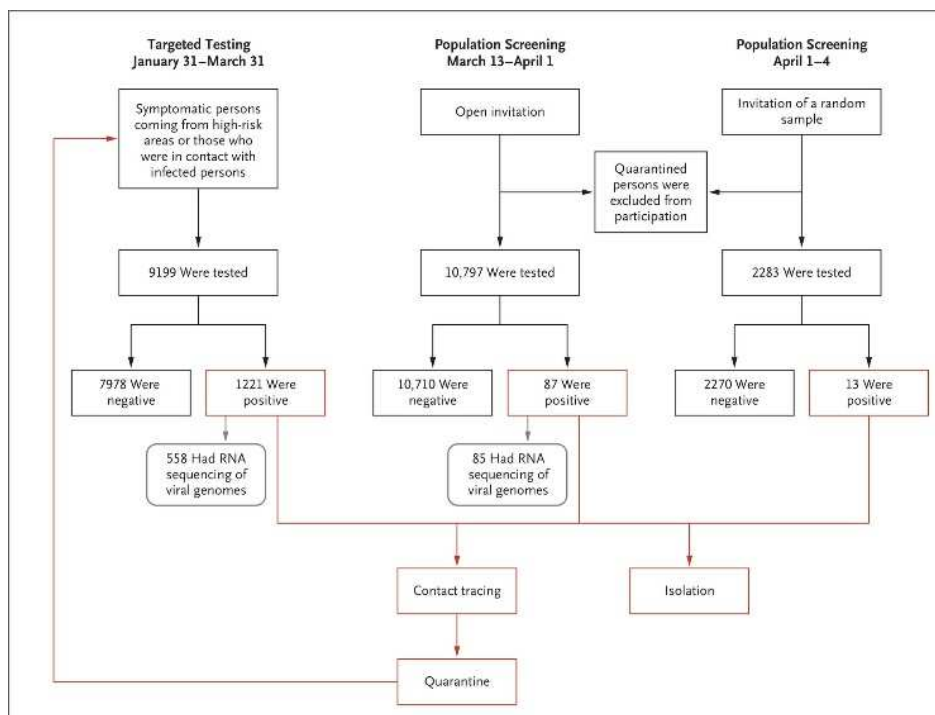 Targeted Testing
January 31–March 31
Population Screening
March 13–April 1
Population Screening
April 1–4
Symptomatic persons
coming from high-risk
areas or those who
were in contact with
infected persons
Open invitation
Invitation of a random
sample
Quarantined
persons were
excluded from
participation
9199 Were tested
10,797 Were tested
2283 Were tested
7978 Were
negative
1221 Were
positive
10,710 Were
negative
87 Were
positive
2270 Were
negative
13 Were
positive
558 Had RNA
sequencing of
viral genomes
85 Had RNA
sequencing of
viral genomes
Contact tracing
Isolation
Quarantine